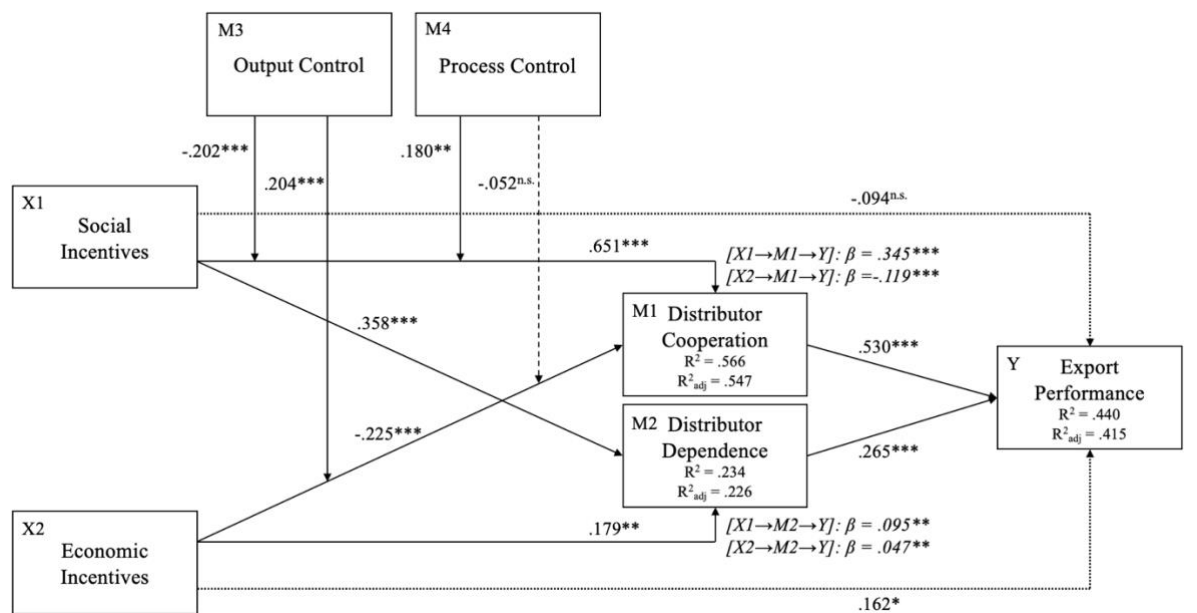 M3
Output Control
M4
Process Control
-.202***
.204***
.180**
-.052n.s.
X1
Social
Incentives
-.094n.s.
.651***
[X1→M1→Y]: β = .345***
[X2→M1→Y]: β =-.119***
.358***
M1
Distributor
Cooperation
R² = .566
R²adj = .547
.530***
Y
Export
Performance
R² = .440
R²adj = .415
-.225***
M2
Distributor
Dependence
R² = .234
R²adj = .226
.265***
X2
Economic
Incentives
.179**
[X1→M2→Y]: β = .095**
[X2→M2→Y]: β = .047**
.162*